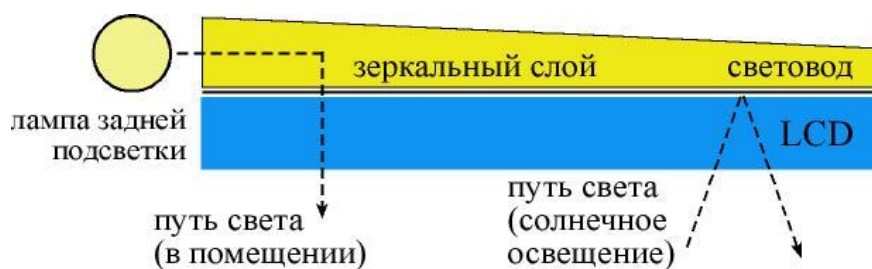 зеркальный слой
световод
лампа задней
подсветки
LCD
путь света
(в помещении)
путь света
(солнечное
освещение)